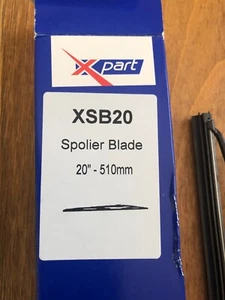 Xpart
XSB20
Spolier Blade
20" - 510mm